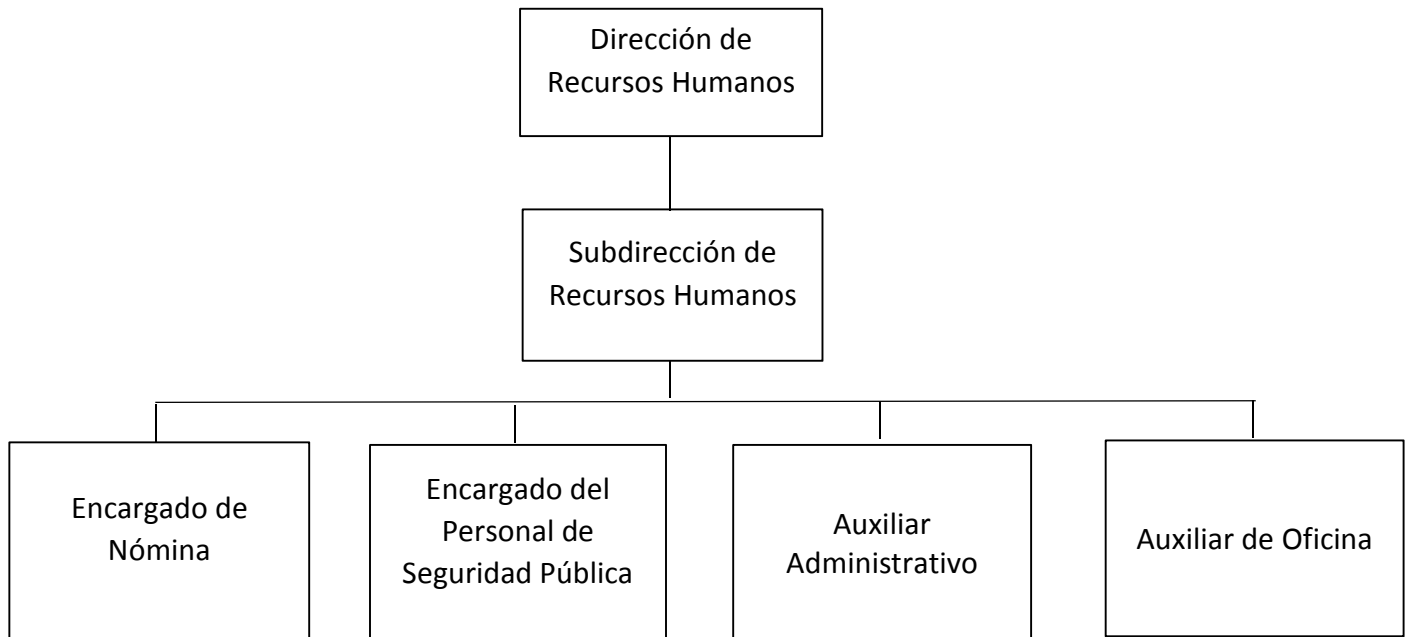 Dirección de
Recursos Humanos
Subdirección de
Recursos Humanos
Encargado de
Nómina
Encargado del
Personal de
Seguridad Pública
Auxiliar
Administrativo
Auxiliar de Oficina